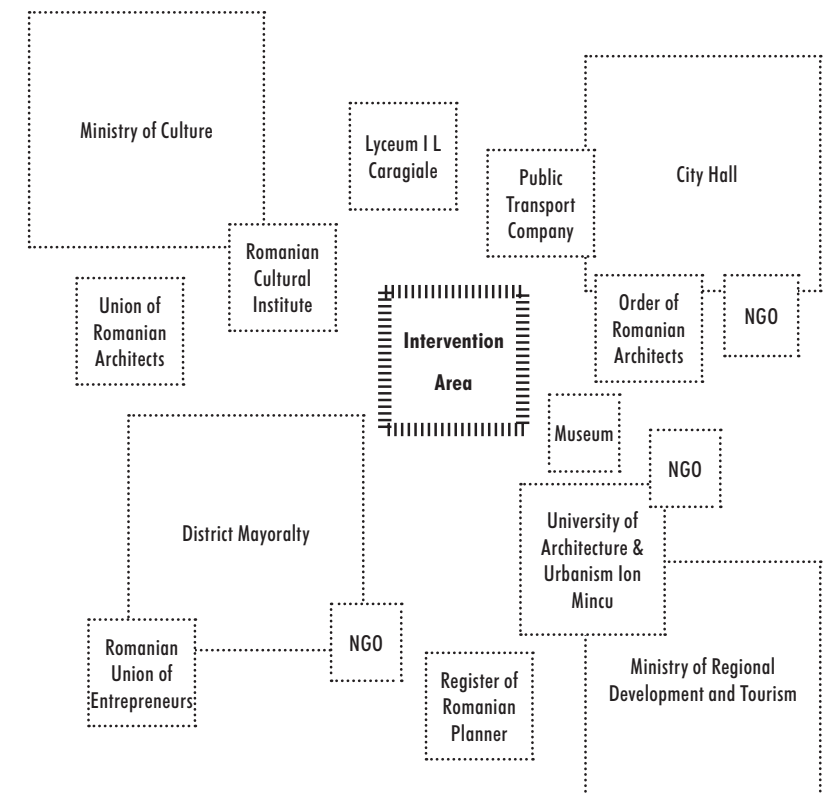 Ministry of Culture
Lyceum I L
Caragiale
Public
Transport
Company
City Hall
Romanian
Cultural
Institute
Union of
Romanian
Architects
Intervention
Area
Order of
Romanian
Architects
NGO
Museum
NGO
District Mayoralty
University of
Architecture &
Urbanism Ion
Mincu
Romanian
Union of
Entrepreneurs
NGO
Register of
Romanian
Planner
Ministry of Regional
Development and Tourism